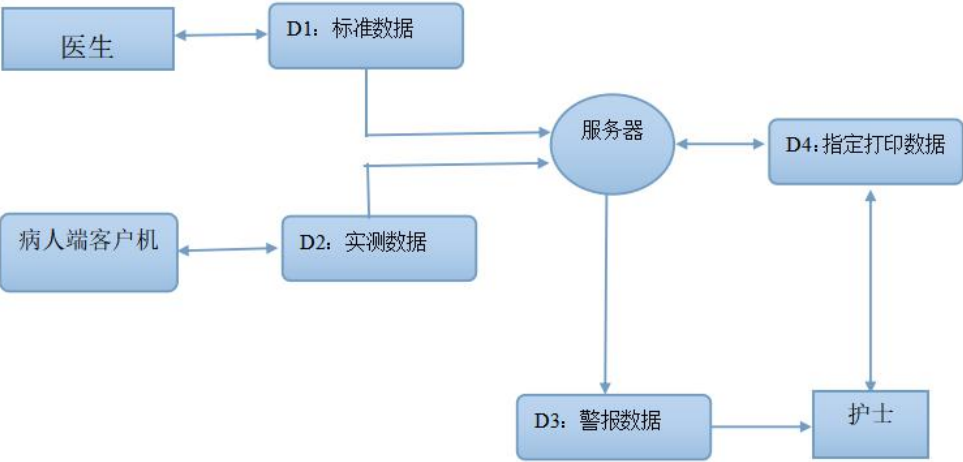 医生
D1：标准数据
服务器
D4：指定打印数据
病人端客户机
D2：实测数据
D3：警报数据
护士